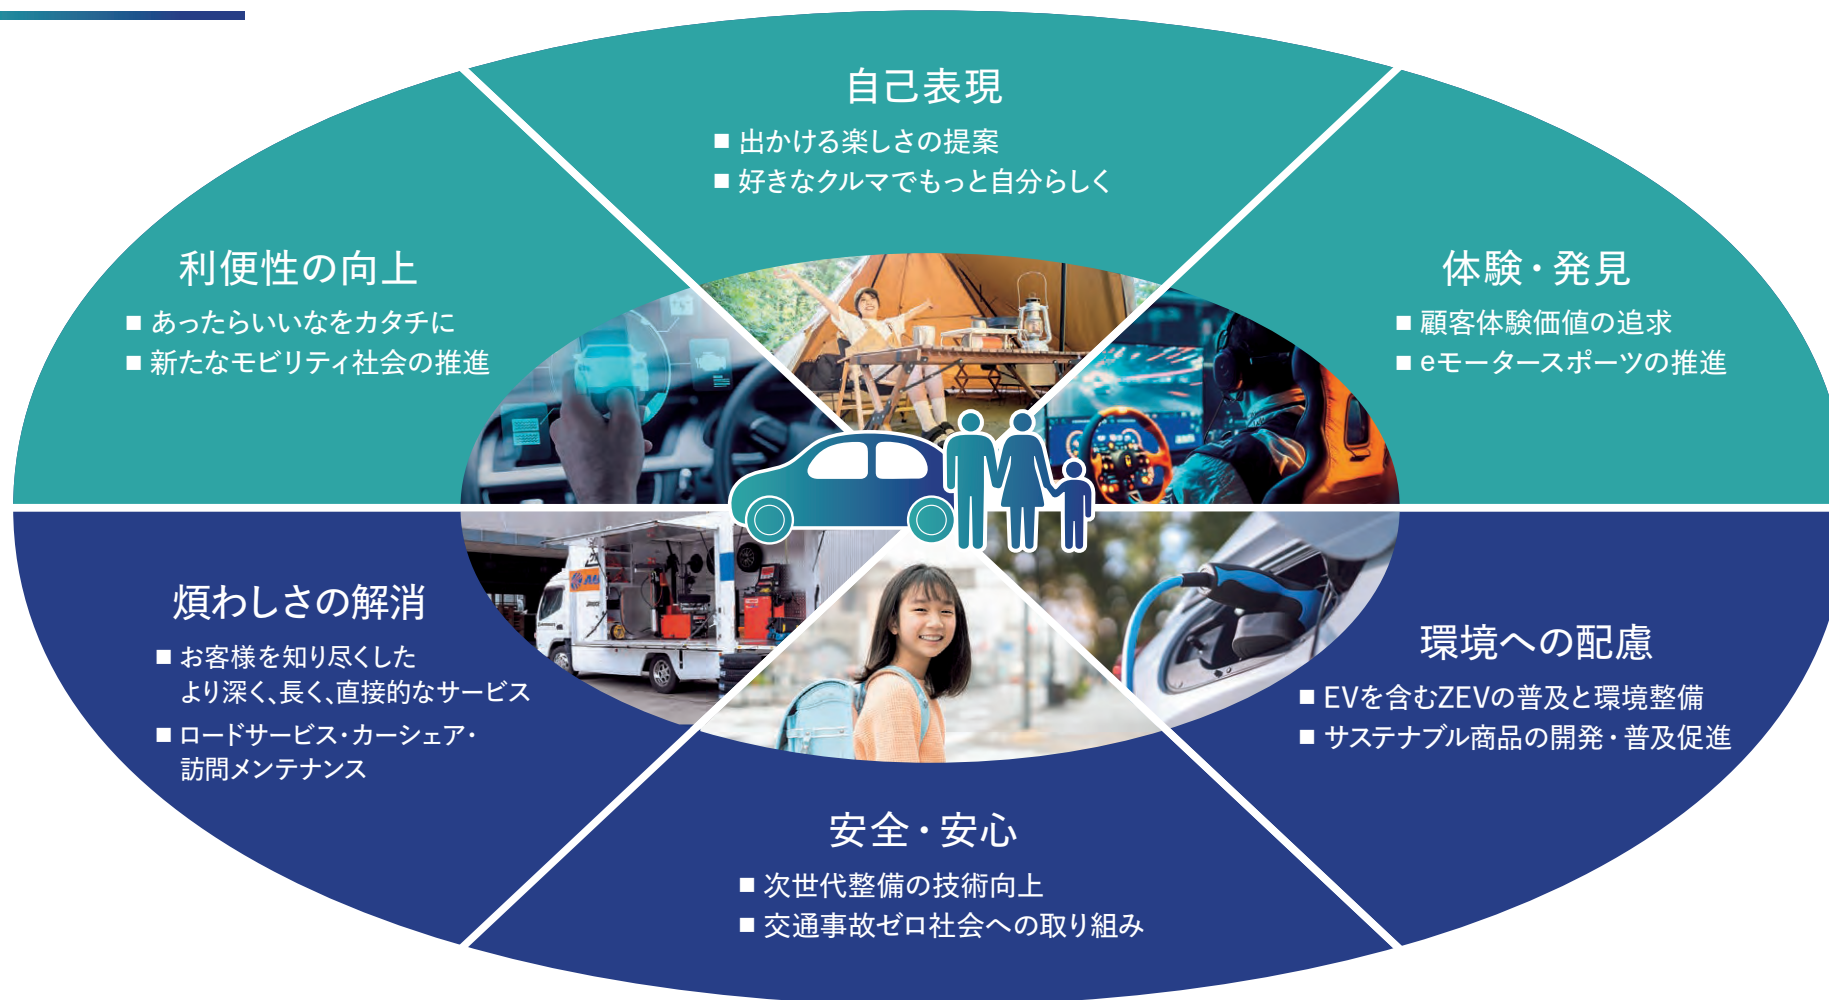 自己表現
■ 出かける楽しさの提案
■ 好きなクルマでもっと自分らしく
利便性の向上
■ あったらいいなをカタチに
■ 新たなモビリティ社会の推進
体験・発見
■ 顧客体験価値の追求
■ eモータースポーツの推進
煩わしさの解消
■ お客様を知り尽くした
より深く、長く、直接的なサービス
■ ロードサービス・カーシェア・
訪問メンテナンス
安全・安心
■ 次世代整備の技術向上
■ 交通事故ゼロ社会への取り組み
環境への配慮
■ EVを含むZEVの普及と環境整備
■ サステナブル商品の開発・普及促進